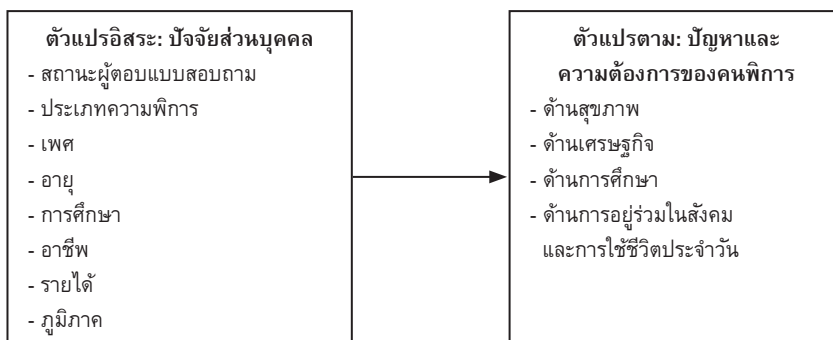 ตัวแปรอิสระ: ปัจจัยส่วนบุคคล
- สถานะผู้ตอบแบบสอบถาม
- ประเภทความพิการ
- เพศ
- อายุ
- การศึกษา
- อาชีพ
- รายได้
- ภูมิภาค
ตัวแปรตาม: ปัญหาและ
ความต้องการของคนพิการ
- ด้านสุขภาพ
- ด้านเศรษฐกิจ
- ด้านการศึกษา
- ด้านการอยู่ร่วมในสังคม
และการใช้ชีวิตประจำวัน